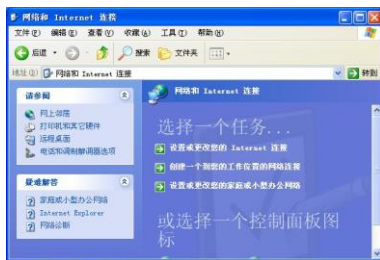 网络和 Internet 连接
文件(F) 编辑(E) 查看(V) 收藏(A) 工具(T) 帮助(H)
后退 搜索 文件夹
地址(D) 网络和 Internet 连接 转到
请参阅
网上邻居
打印机和其它硬件
远程桌面
电话和调制解调器选项
疑难解答
家庭或小型办公网络
Internet Explorer
网络诊断
网络和 Internet 连接
选择一个任务...
设置或更改您的 Internet 连接
创建一个到您的工作位置的网络连接
设置或更改您的家庭或小型办公网络
或选择一个控制面板图
标